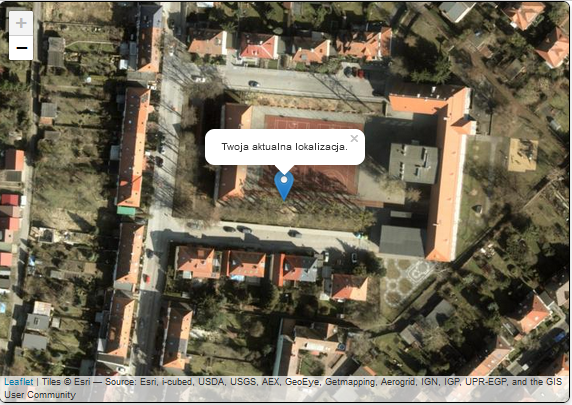 +
−
Twoja aktualna lokalizacja.
×
Leaflet | Tiles © Esri — Source: Esri, i-cubed, USDA, USGS, AEX, GeoEye, Getmapping, Aerogrid, IGN, IGP, UPR-EGP, and the GIS
User Community